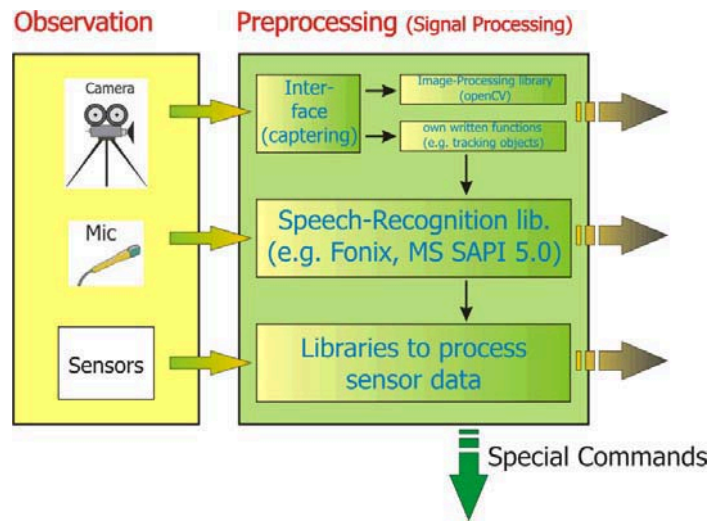 Observation
Preprocessing (Signal Processing)
Camera
Inter-
face
(captering)
Image-Processing library
(openCV)
own written functions
(e.g. tracking objects)
Mic
Speech-Recognition lib.
(e.g. Fonix, MS SAPI 5.0)
Sensors
Libraries to process
sensor data
Special Commands